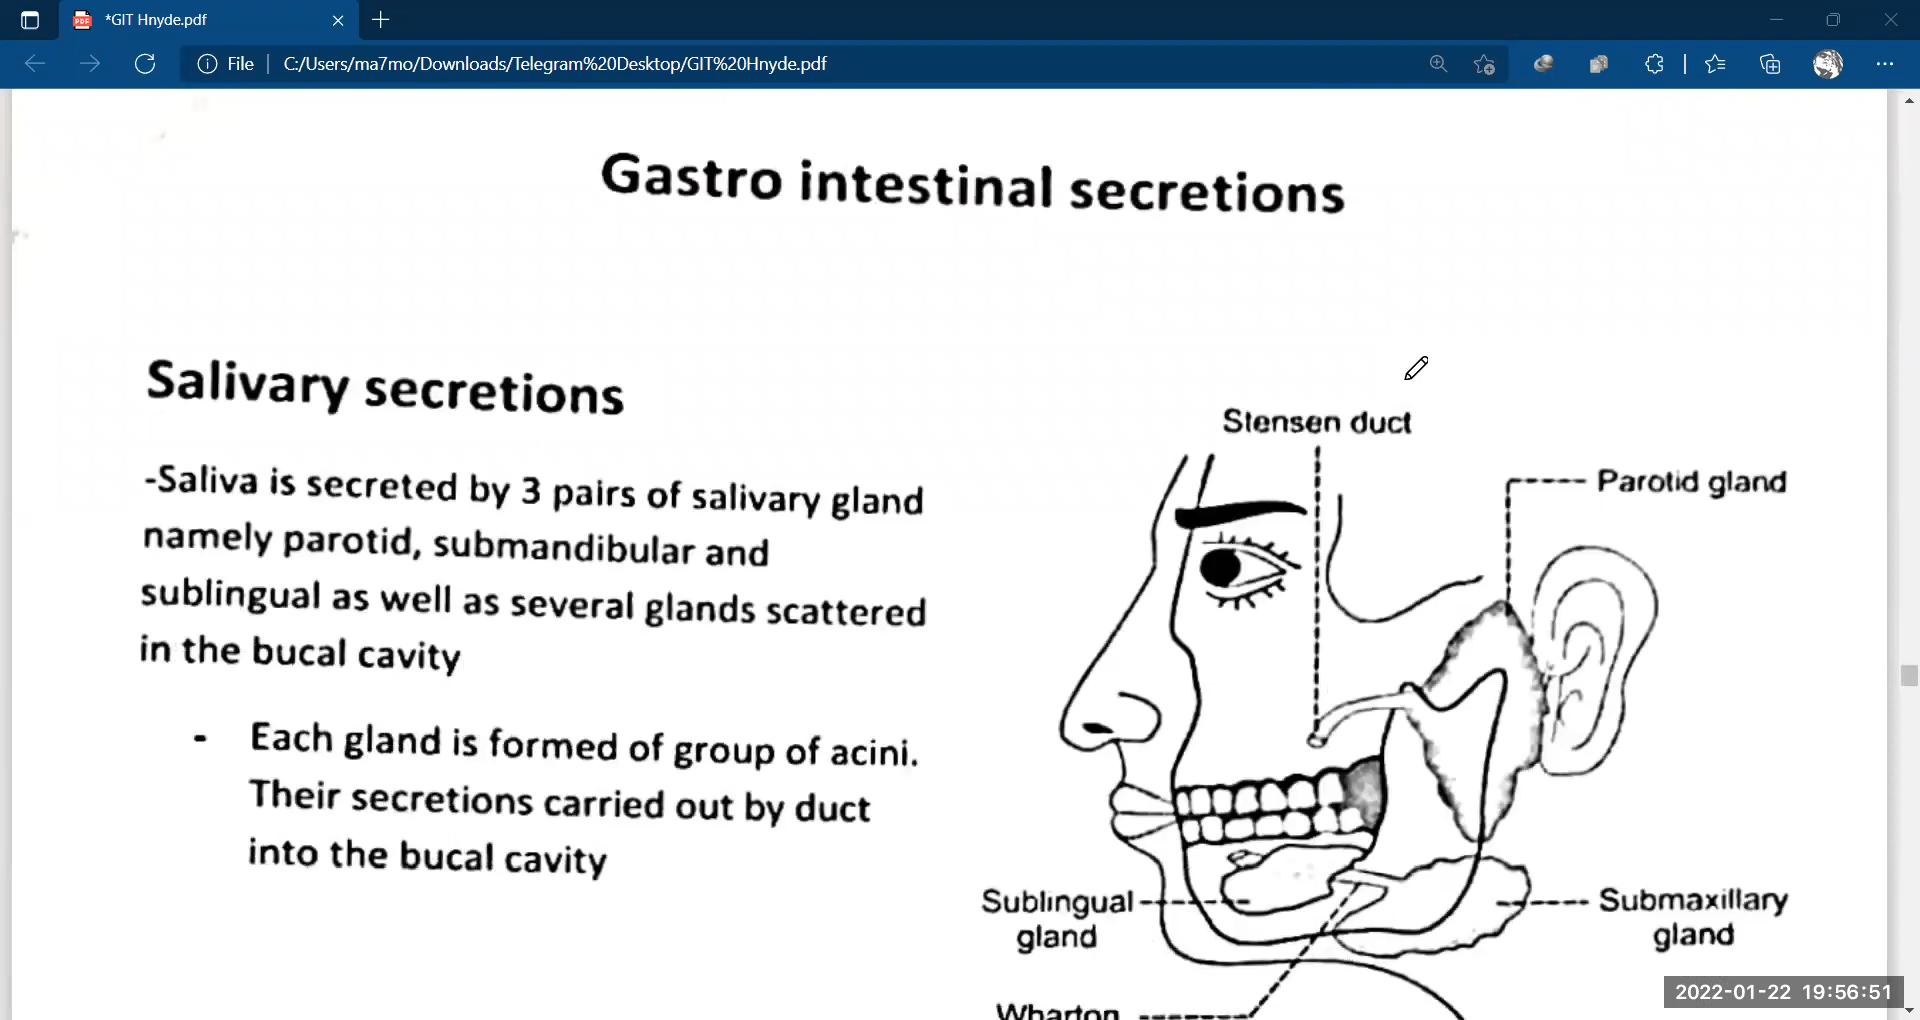 *GIT Hnyde.pdf
File
C:/Users/ma7mo/Downloads/Telegram%20Desktop/GIT%20Hnyde.pdf
Gastro intestinal secretions
Salivary secretions
-Saliva is secreted by 3 pairs of salivary gland
namely parotid, submandibular and
sublingual as well as several glands scattered
in the bucal cavity
- Each gland is formed of group of acini.
Their secretions carried out by duct
into the bucal cavity
Stensen duct
Parotid gland
Sublingual
gland
Submaxillary
gland
Wharton
2022-01-22 19:56:51